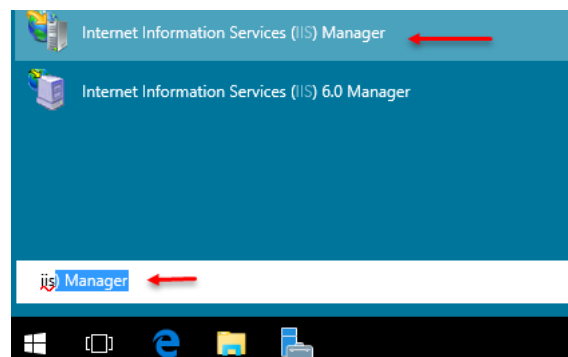 Internet Information Services (IIS) Manager
Internet Information Services (IIS) 6.0 Manager
iis) Manager